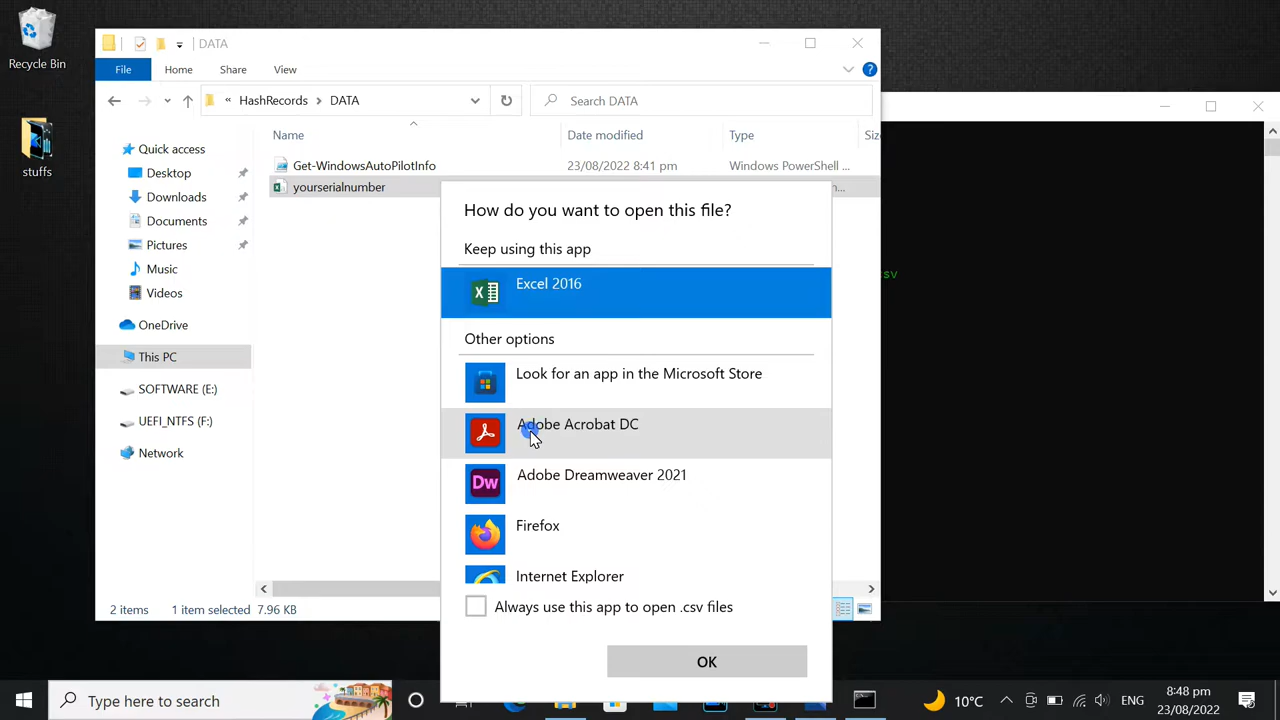 Recycle Bin
stuffs
DATA
File
Home
Share
View
« HashRecords > DATA
Search DATA
Name
Date modified
Type
Quick access
Desktop
Downloads
Documents
Pictures
Music
Videos
OneDrive
This PC
SOFTWARE (E:)
UEFI_NTFS (F:)
Network
Get-WindowsAutoPilotInfo
23/08/2022 8:41 pm
Windows PowerShell ...
yourserialnumber
How do you want to open this file?
Keep using this app
Excel 2016
Other options
Look for an app in the Microsoft Store
Adobe Acrobat DC
Dw
Adobe Dreamweaver 2021
Firefox
Internet Explorer
Always use this app to open .csv files
OK
2 items
1 item selected
7.96 KB
Type here to search
10°C
ENG
8:48 pm
23/08/2022